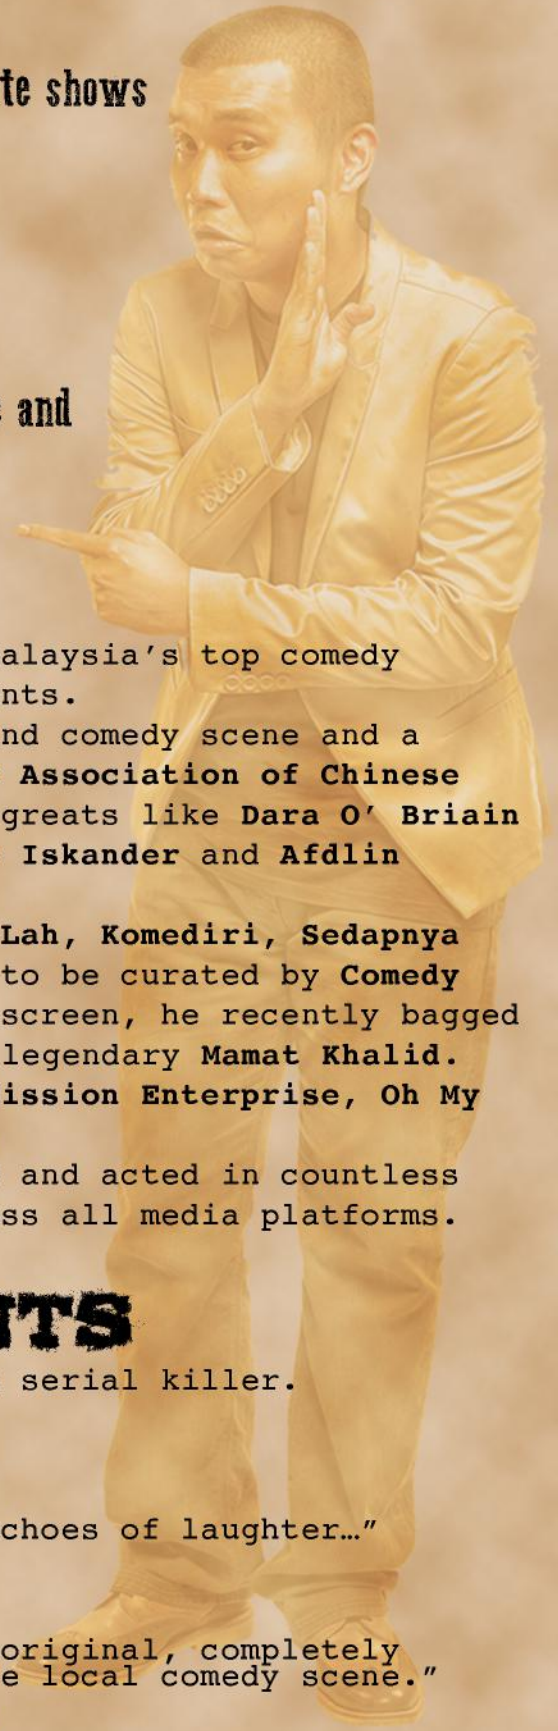 te shows
and
alaysia’s top comedy
nts.
nd comedy scene and a
Association of Chinese
greats like Dara O’ Briain
Iskander and Afdlin
Lah, Komediri, Sedapnya
to be curated by Comedy
screen, he recently bagged
legendary Mamat Khalid.
ission Enterprise, Oh My
and acted in countless
ss all media platforms.
NTS
serial killer.
choes of laughter…”
original, completely
e local comedy scene.”